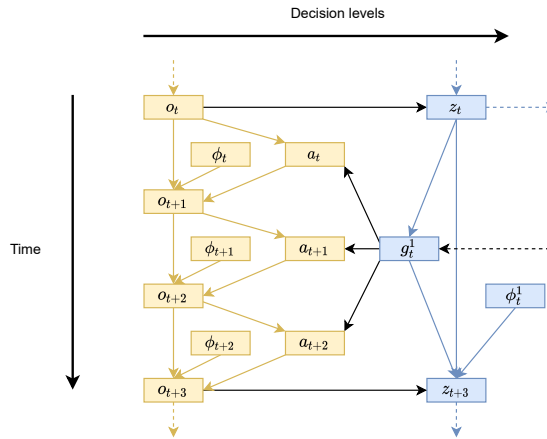 Decision levels
o_t
z_t
ϕ_t
a_t
o_{t+1}
Time
ϕ_{t+1}
a_{t+1}
g_t^1
o_{t+2}
ϕ_t^1
ϕ_{t+2}
a_{t+2}
o_{t+3}
z_{t+3}